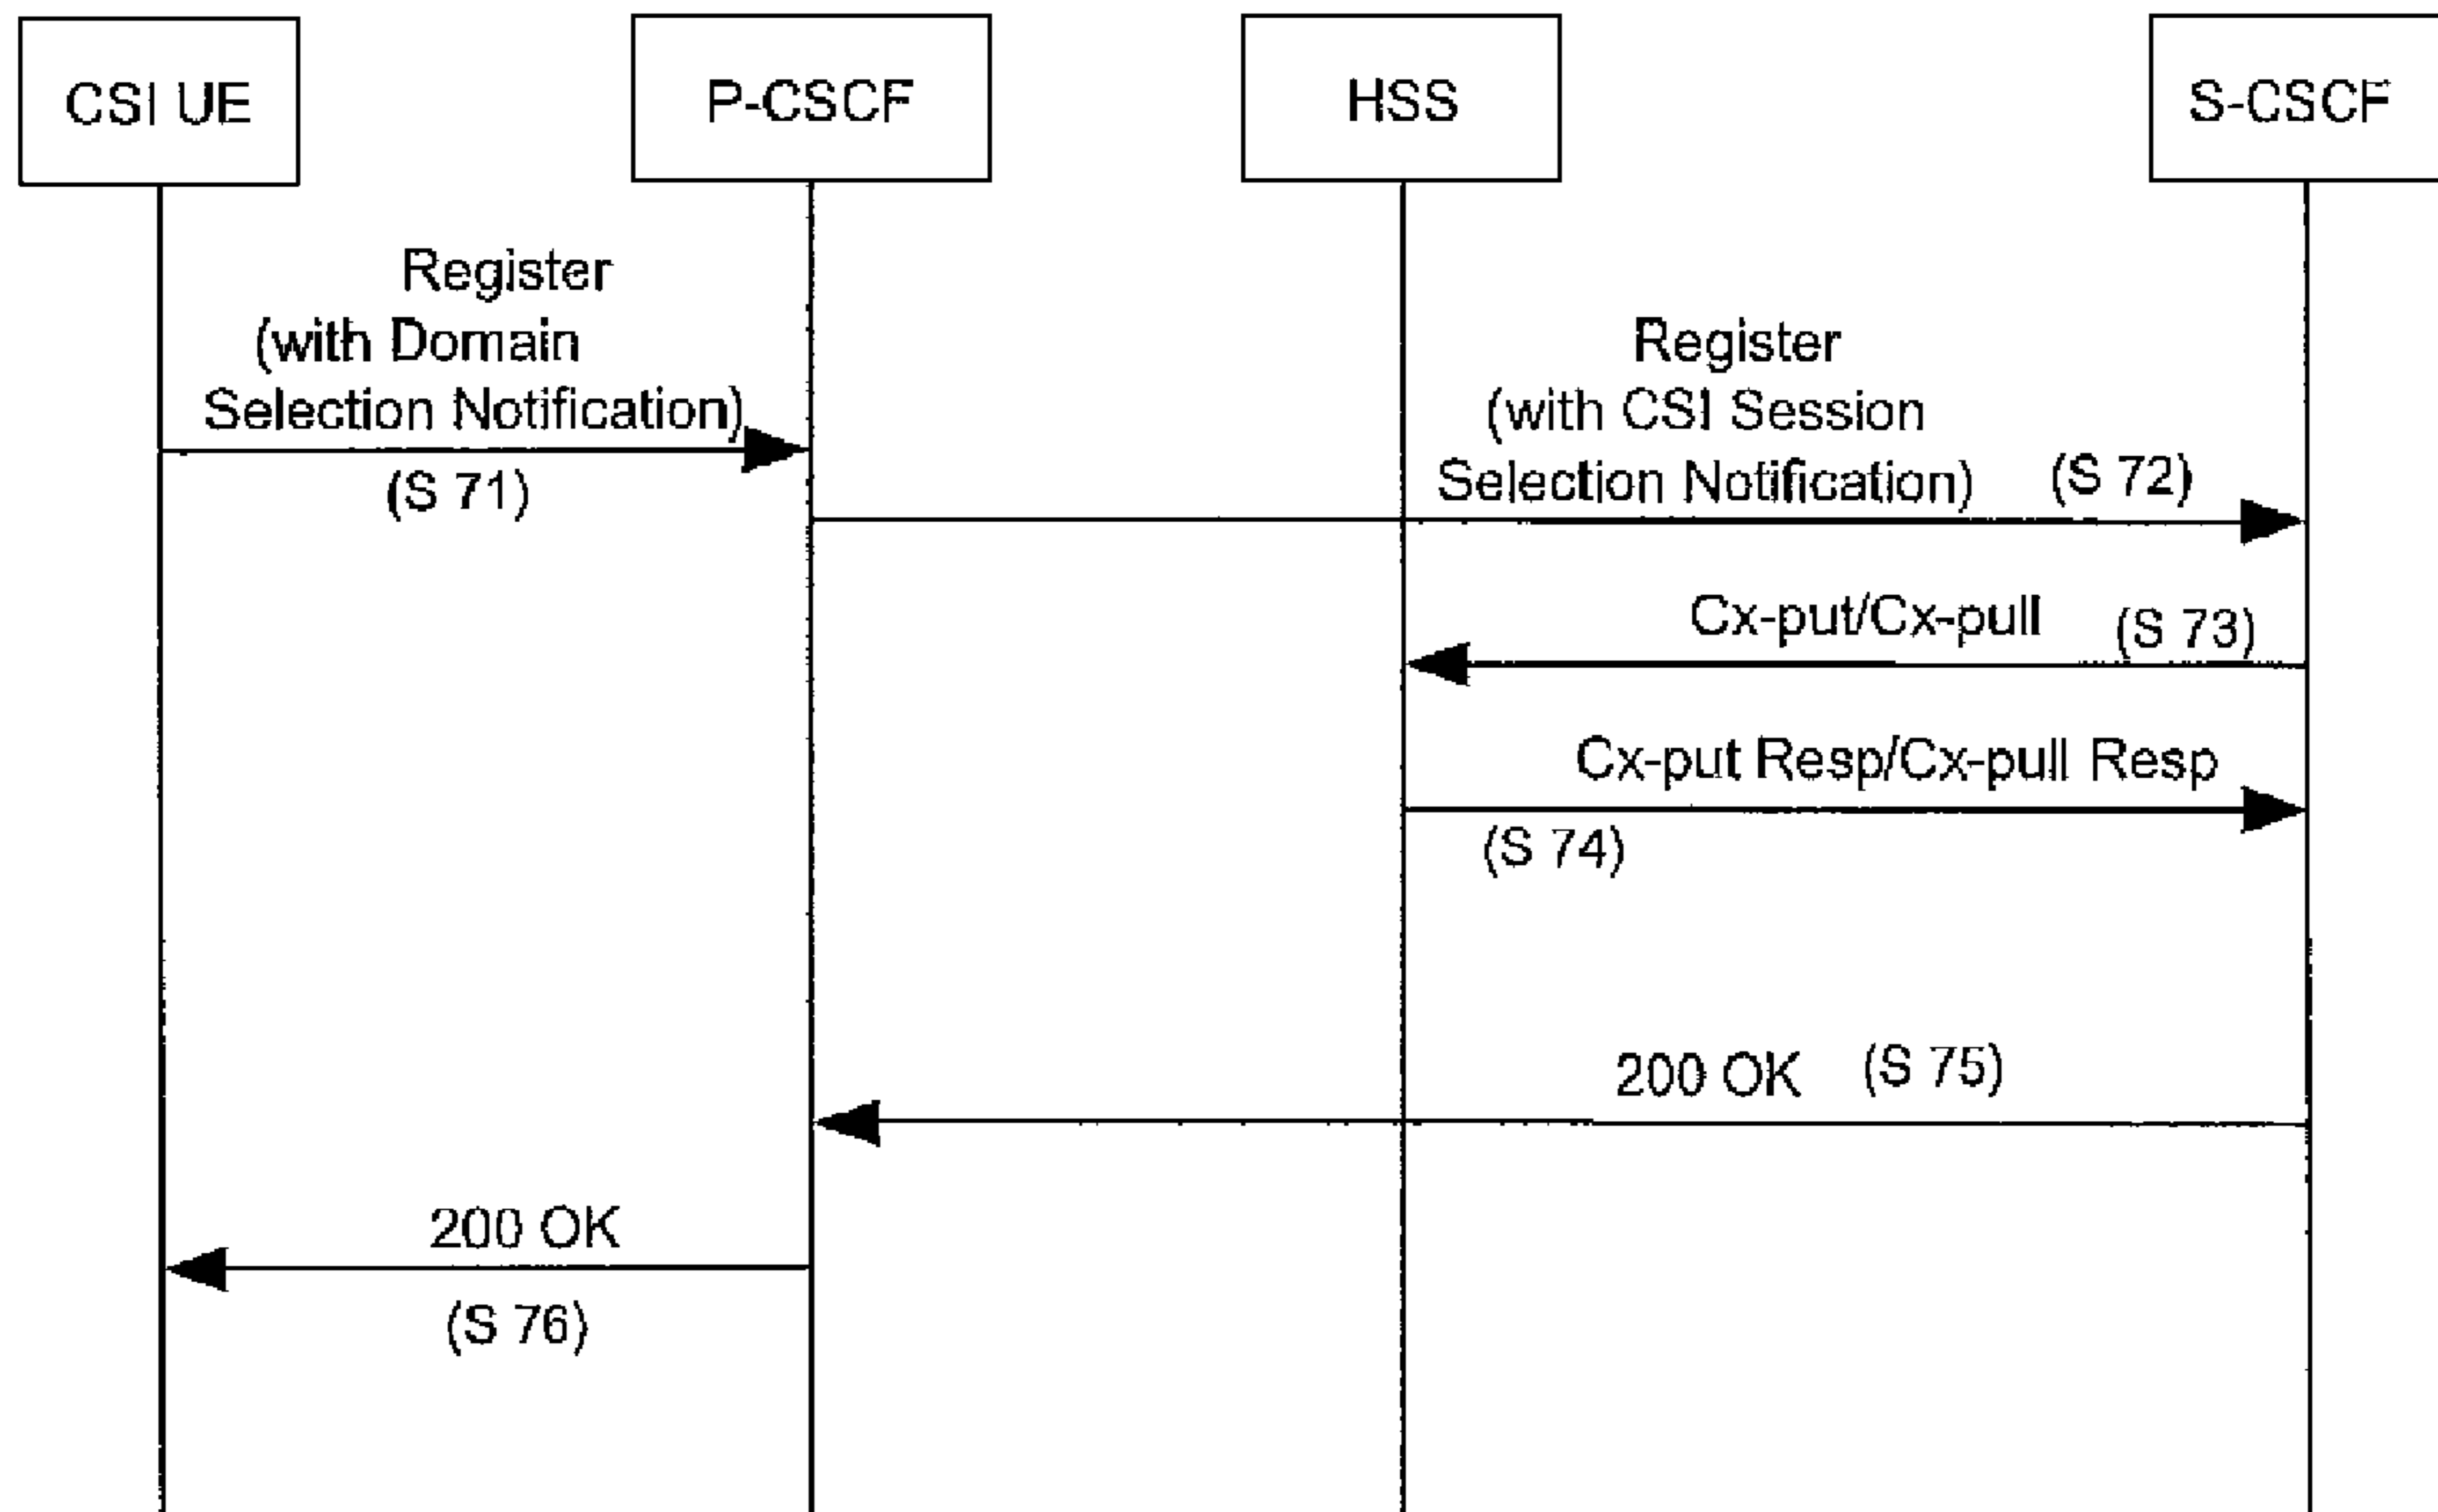 CSI UE
P-CSCF
HSS
S-CSCF
Register
(with Domain
Selection Notification)
(S 71)
Register
(with CSI Session
Selection Notification)
(S 72)
Cx-put/Cx-pull
(S 73)
Cx-put Resp/Cx-pull Resp
(S 74)
200 OK
(S 75)
200 OK
(S 76)